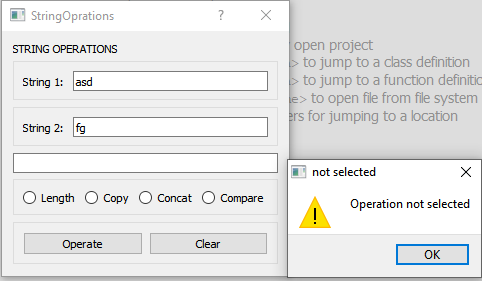 StringOprations
STRING OPERATIONS
String 1: asd
String 2: fg
Length Copy Concat Compare
Operate Clear
open project
> to jump to a class definition
> to jump to a function definitio
> to open file from file system
for jumping to a location
not selected
Operation not selected
OK